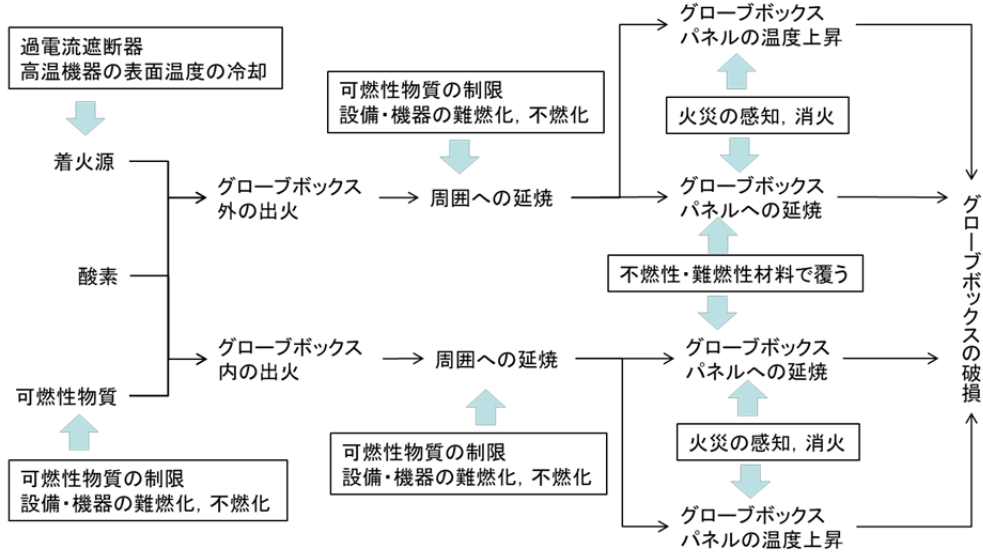 過電流遮断器
高温機器の表面温度の冷却
着火源
酸素
可燃性物質
可燃性物質の制限
設備・機器の難燃化，不燃化
グローブボックス
外の出火
グローブボックス
内の出火
可燃性物質の制限
設備・機器の難燃化，不燃化
周囲への延焼
周囲への延焼
可燃性物質の制限
設備・機器の難燃化，不燃化
グローブボックス
パネルの温度上昇
火災の感知，消火
グローブボックス
パネルへの延焼
不燃性・難燃性材料で覆う
グローブボックス
パネルへの延焼
火災の感知，消火
グローブボックス
パネルの温度上昇
グローブボックスの破損